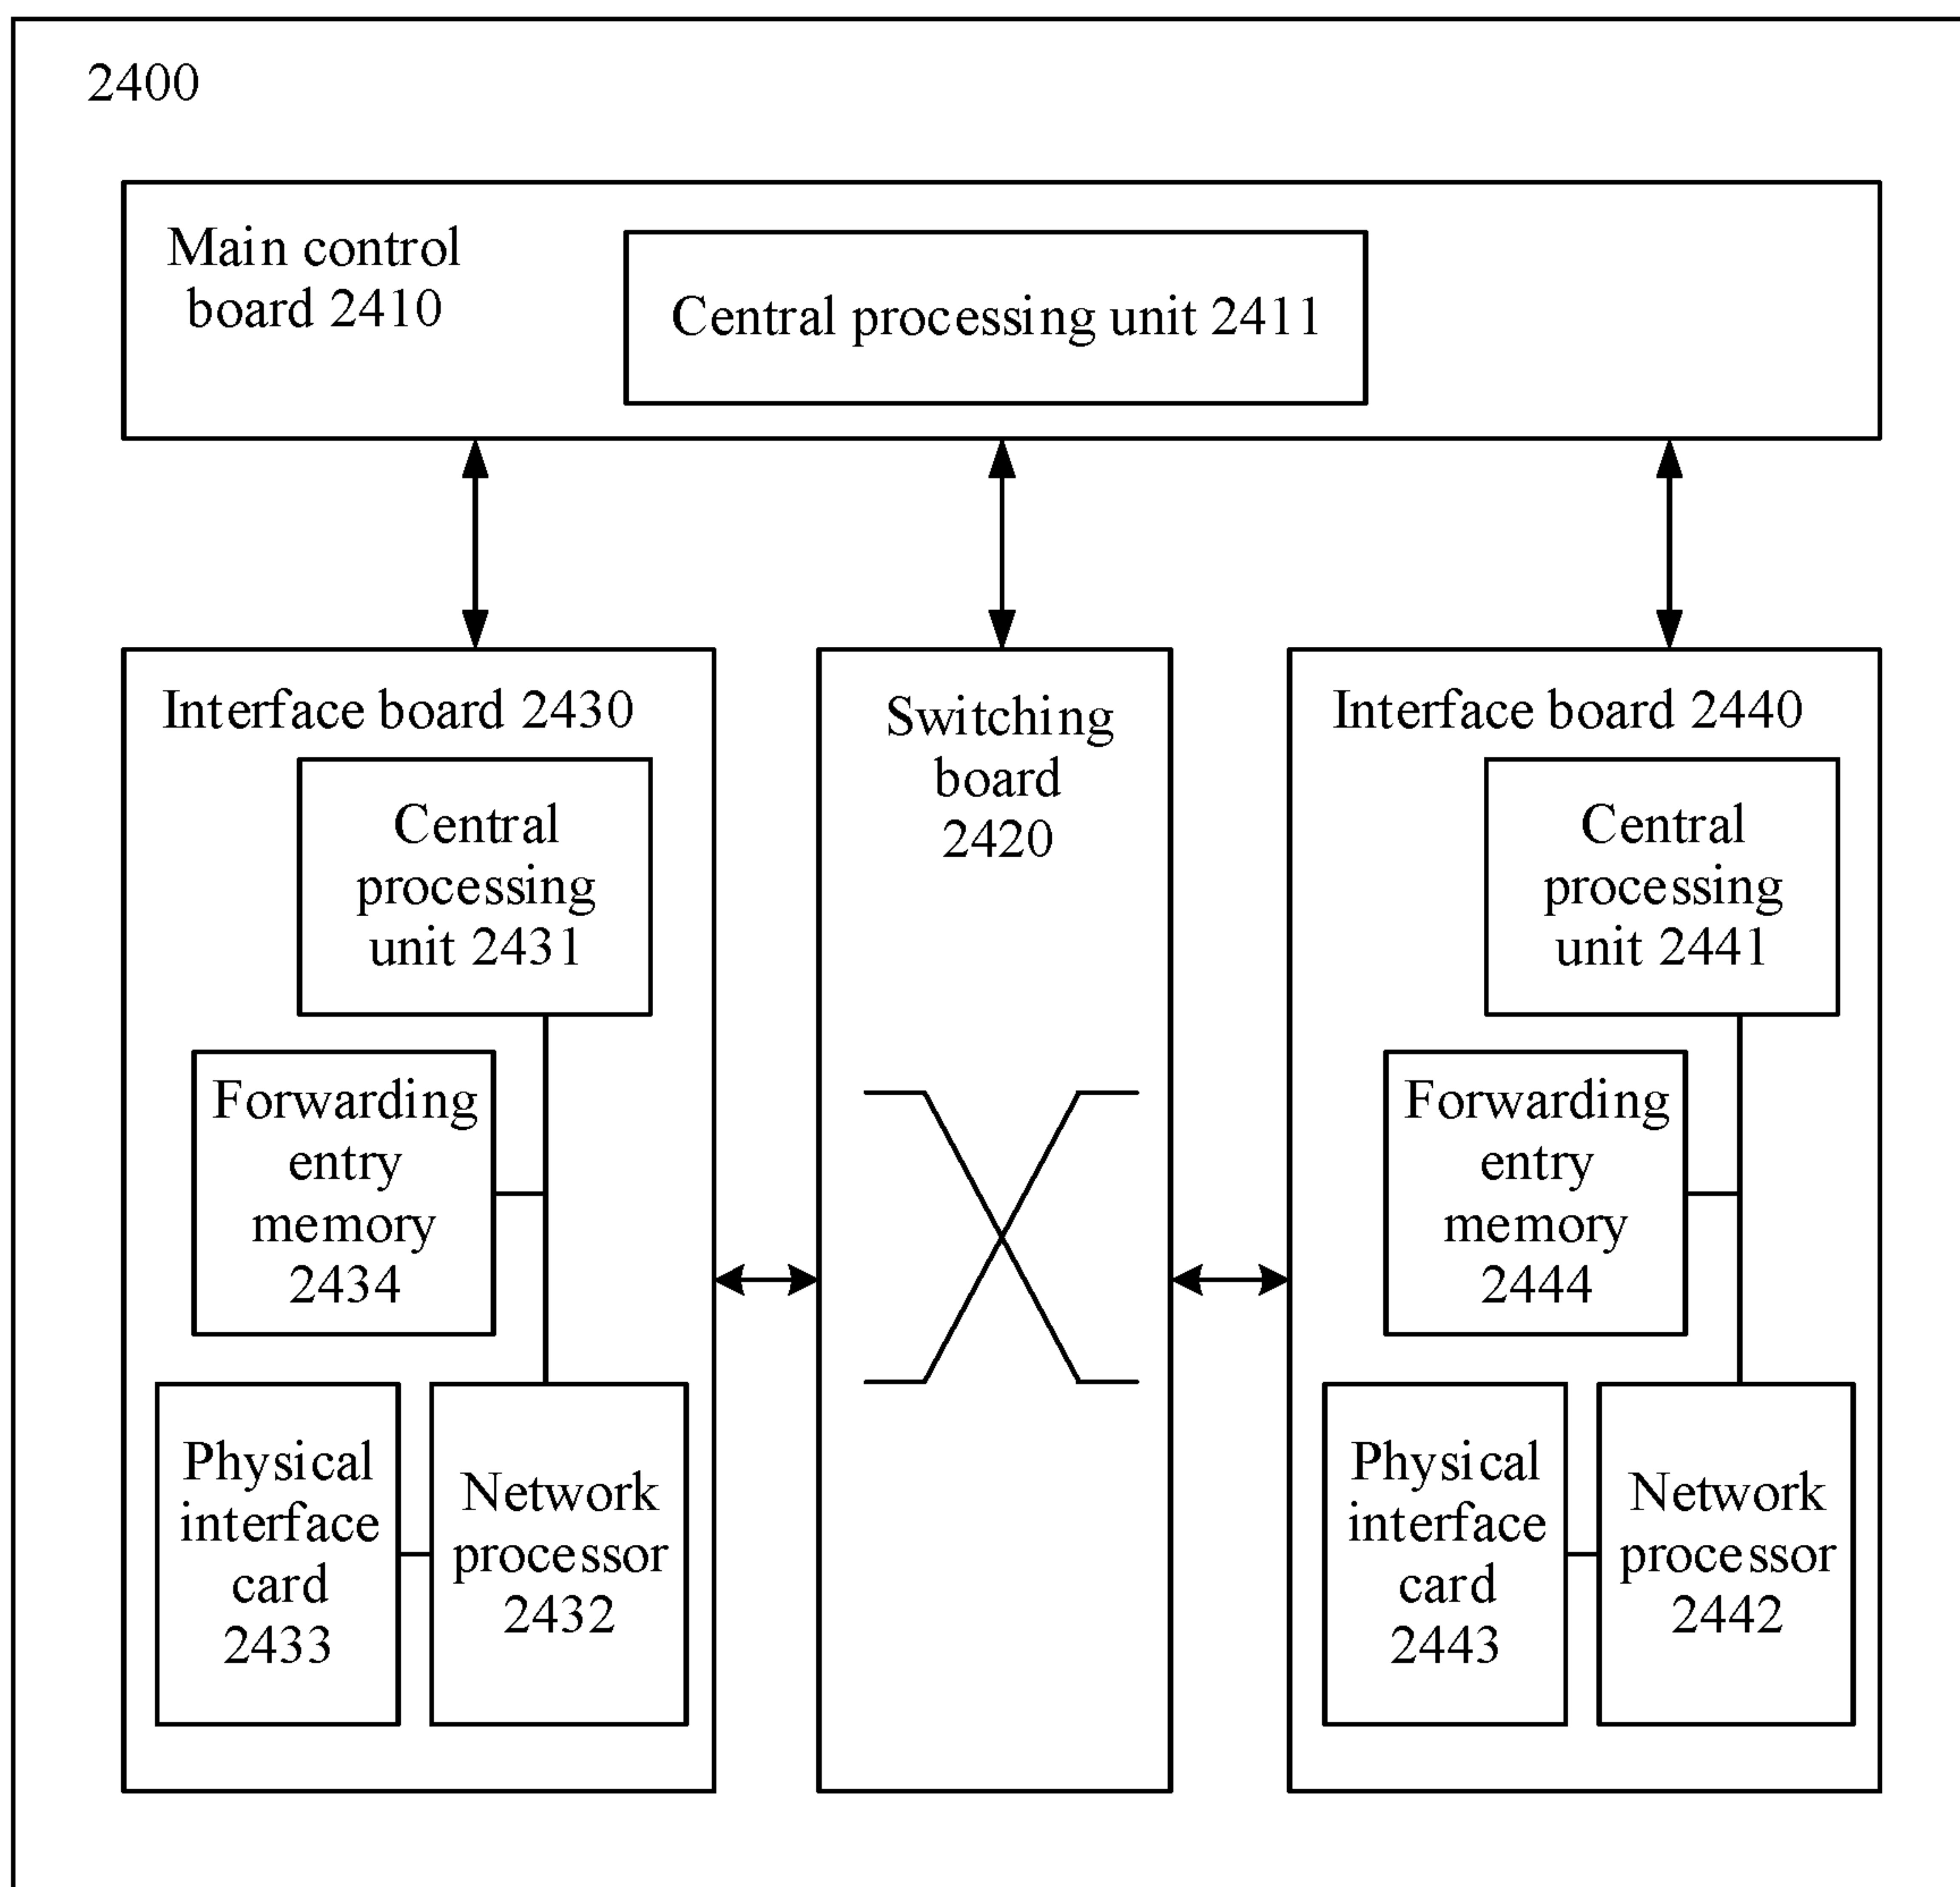 2400
Main control
board 2410
Central processing unit 2411
Interface board 2430
Central
processing
unit 2431
Forwarding
entry
memory
2434
Physical
interface
card
2433
Network
processor
2432
Switching
board
2420
Interface board 2440
Central
processing
unit 2441
Forwarding
entry
memory
2444
Physical
interface
card
2443
Network
processor
2442